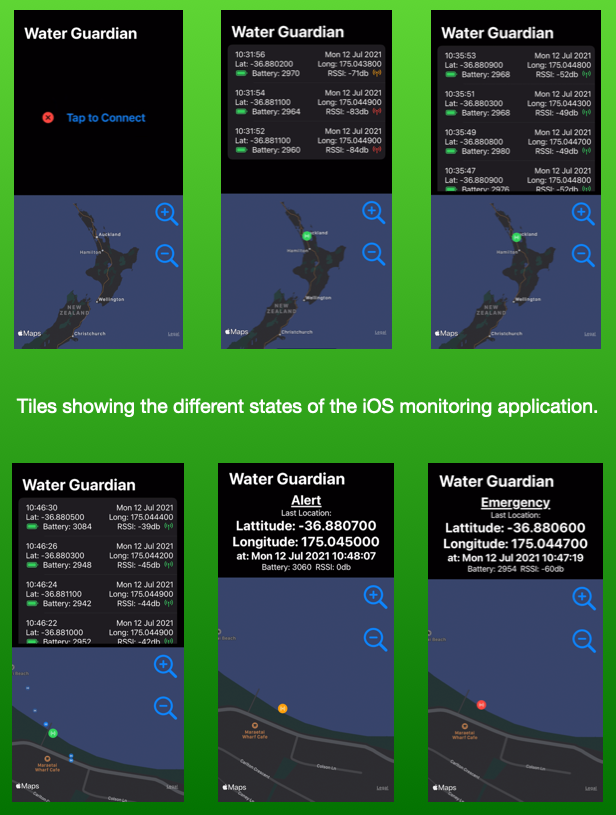 Water Guardian
Tap to Connect
Auckland
Hamilton
Wellington
NEW
ZEALAND
Christchurch
Maps
Legal
Water Guardian
10:31:56 Mon 12 Jul 2021
Lat: -36.880200 Long: 175.043800
Battery: 2970 RSSI: -71db
10:31:54 Mon 12 Jul 2021
Lat: -36.881100 Long: 175.044900
Battery: 2964 RSSI: -83db
10:31:52 Mon 12 Jul 2021
Lat: -36.881100 Long: 175.044900
Battery: 2960 RSSI: -84db
uckland
Hamilton
Wellington
NEW
ZEALAND
Christchurch
Maps
Legal
Water Guardian
10:35:53 Mon 12 Jul 2021
Lat: -36.880900 Long: 175.044800
Battery: 2968 RSSI: -52db
10:35:51 Mon 12 Jul 2021
Lat: -36.880300 Long: 175.044300
Battery: 2968 RSSI: -49db
10:35:49 Mon 12 Jul 2021
Lat: -36.880800 Long: 175.044700
Battery: 2980 RSSI: -49db
10:35:47 Mon 12 Jul 2021
Lat: -36.880900 Long: 175.044800
Battery: 2976 RSSI: -52db
uckland
Hamilton
Wellington
NEW
ZEALAND
Christchurch
Maps
Legal
Tiles showing the different states of the iOS monitoring application.
Water Guardian
10:46:30 Mon 12 Jul 2021
Lat: -36.880500 Long: 175.044400
Battery: 3084 RSSI: -39db
10:46:26 Mon 12 Jul 2021
Lat: -36.880300 Long: 175.044200
Battery: 2948 RSSI: -45db
10:46:24 Mon 12 Jul 2021
Lat: -36.881100 Long: 175.044900
Battery: 2942 RSSI: -44db
10:46:22 Mon 12 Jul 2021
Lat: -36.881000 Long: 175.044900
Battery: 2952 RSSI: -42db
Beach
Maraetai
Wharf Cafe
Maps
Legal
Water Guardian
Alert
Last Location:
Lattitude: -36.880700
Longitude: 175.045000
at: Mon 12 Jul 2021 10:48:07
Battery: 3060 RSSI: 0db
Beach
Maraetai
Wharf Cafe
Maps
Legal
Water Guardian
Emergency
Last Location:
Lattitude: -36.880600
Longitude: 175.044700
at: Mon 12 Jul 2021 10:47:19
Battery: 2954 RSSI: -60db
Beach
Maraetai
Wharf Cafe
Maps
Legal